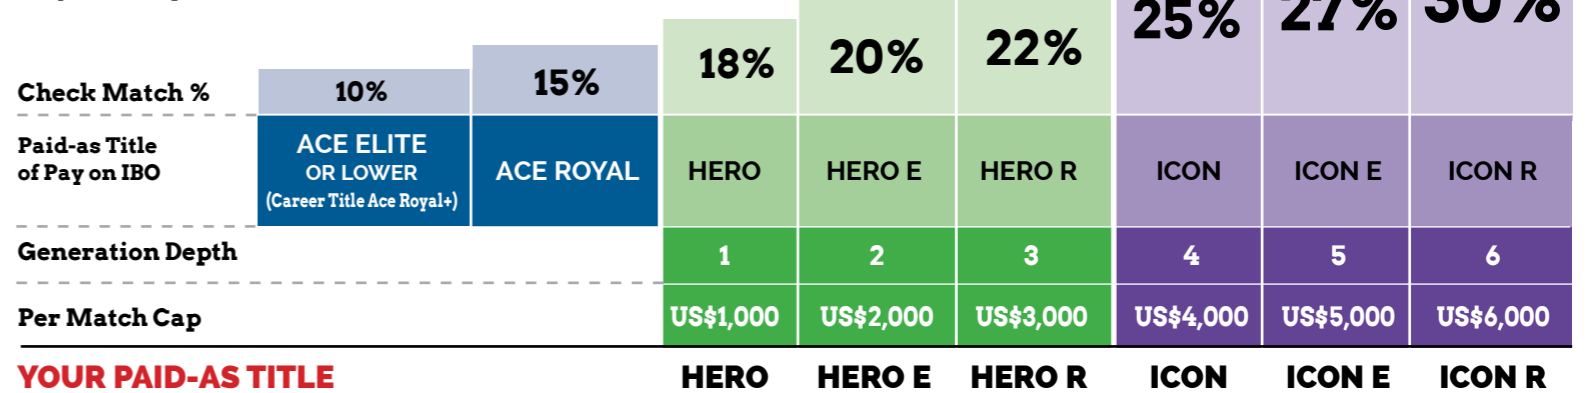 25% 27% 30%
Check Match % 10% 15% 18% 20% 22%
Paid-as Title
of Pay on IBO
ACE ELITE
OR LOWER
(Career Title Ace Royal+)
ACE ROYAL HERO HERO E HERO R ICON ICON E ICON R
Generation Depth 1 2 3 4 5 6
Per Match Cap US$1,000 US$2,000 US$3,000 US$4,000 US$5,000 US$6,000
YOUR PAID-AS TITLE HERO HERO E HERO R ICON ICON E ICON R